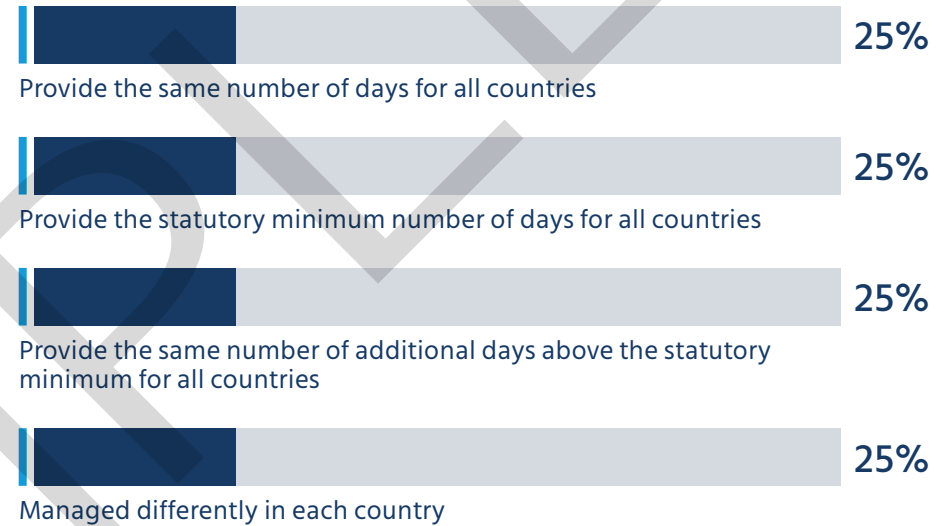 25%
Provide the same number of days for all countries
25%
Provide the statutory minimum number of days for all countries
25%
Provide the same number of additional days above the statutory
minimum for all countries
25%
Managed differently in each country